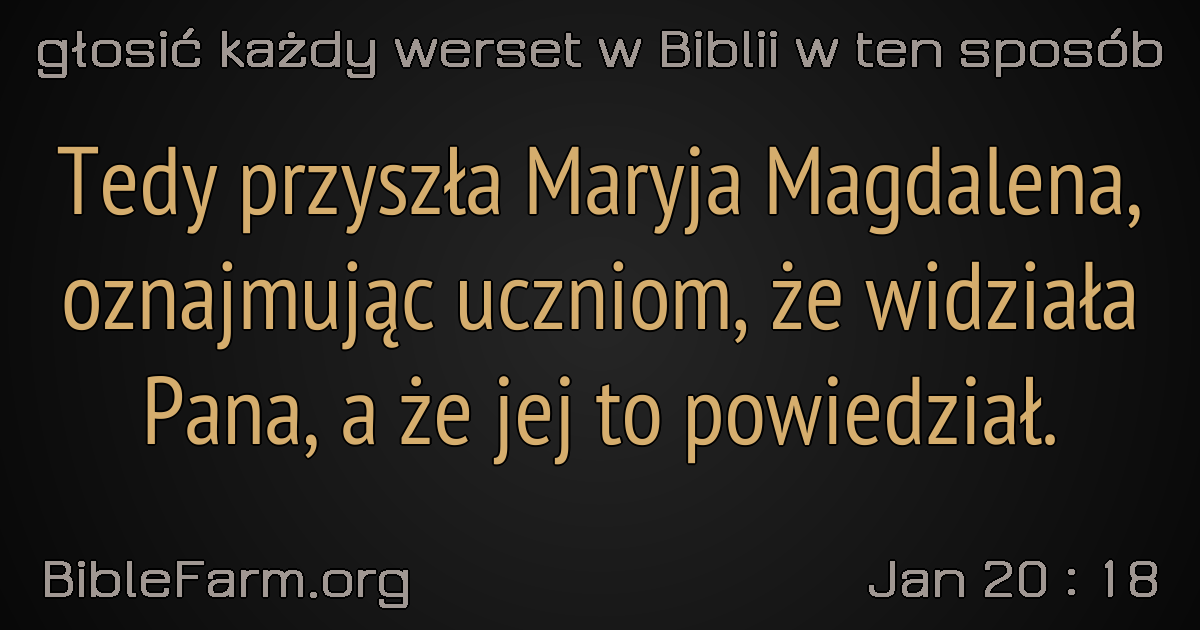 głosić każdy werset w Biblii w ten sposób
Tedy przyszła Maryja Magdalena,
oznajmując uczniom, że widziała
Pana, a że jej to powiedział.
BibleFarm.org
Jan 20 : 18